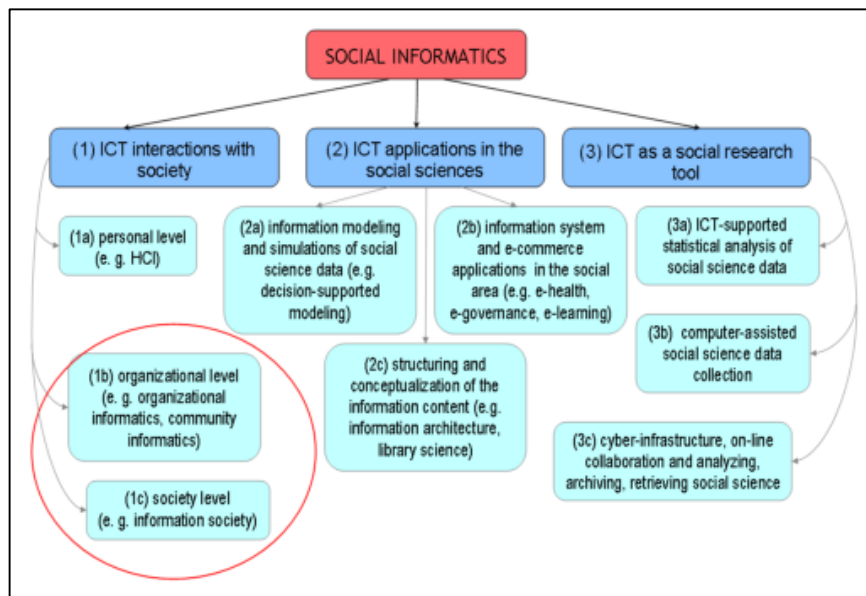 SOCIAL INFORMATICS
(1) ICT interactions with
society
(2) ICT applications in the
social sciences
(3) ICT as a social research
tool
(1a) personal level
(e. g. HCI)
(1b) organizational level
(e. g. organizational
informatics, community
informatics)
(1c) society level
(e. g. information society)
(2a) information modeling
and simulations of social
science data (e.g.
decision-supported
modeling)
(2b) information system
and e-commerce
applications in the social
area (e.g. e-health,
e-governance, e-learning)
(2c) structuring and
conceptualization of the
information content (e.g.
information architecture,
library science)
(3a) ICT-supported
statistical analysis of
social science data
(3b) computer-assisted
social science data
collection
(3c) cyber-infrastructure, on-line
collaboration and analyzing,
archiving, retrieving social science